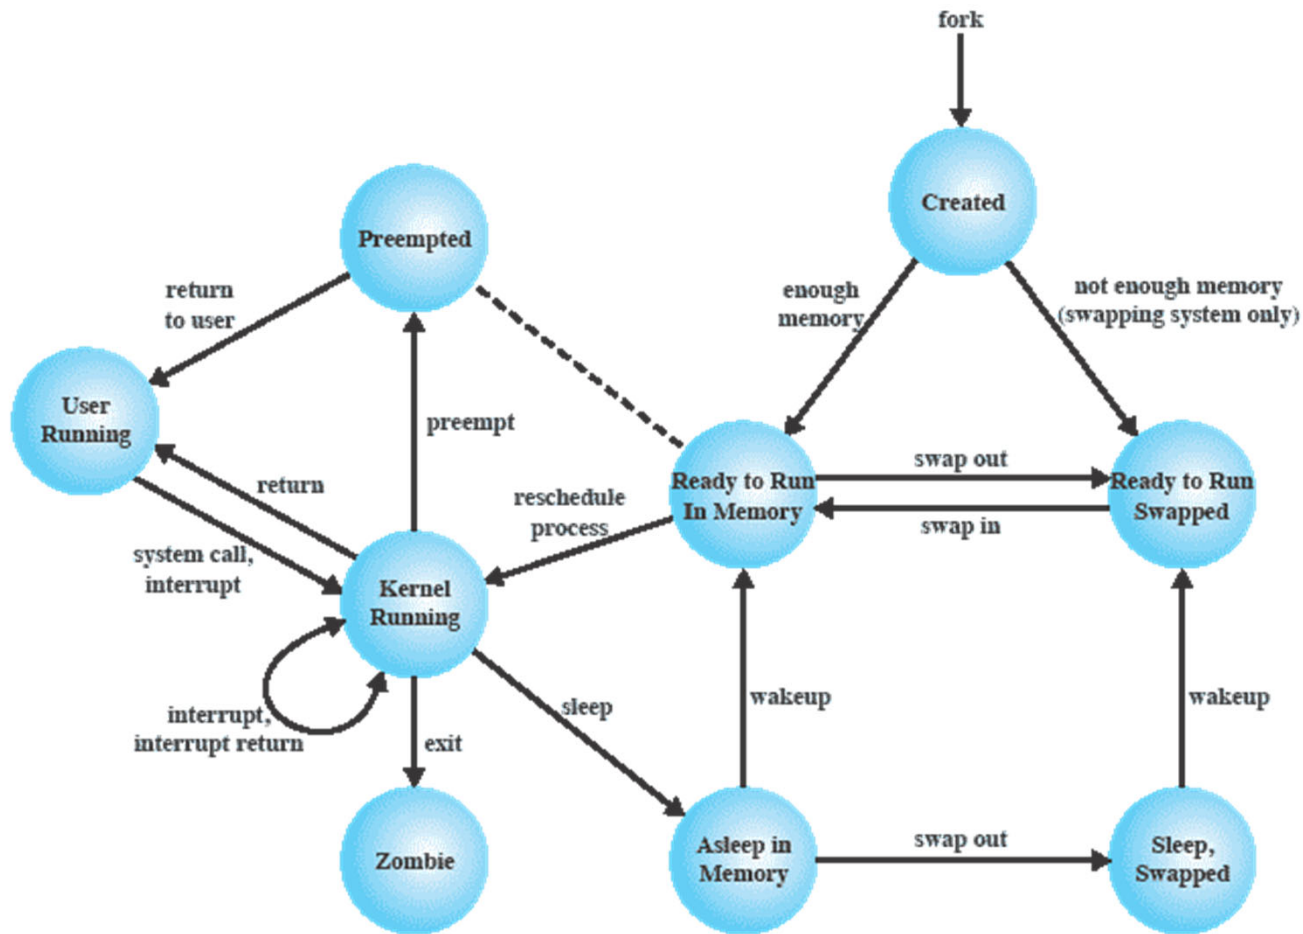 fork
Created
Preempted
return
to user
enough
memory
not enough memory
(swapping system only)
User
Running
preempt
return
reschedule
process
Ready to Run
In Memory
swap out
swap in
Ready to Run
Swapped
system call,
interrupt
Kernel
Running
interrupt,
interrupt return
sleep
exit
wakeup
wakeup
Zombie
Asleep in
Memory
swap out
Sleep,
Swapped